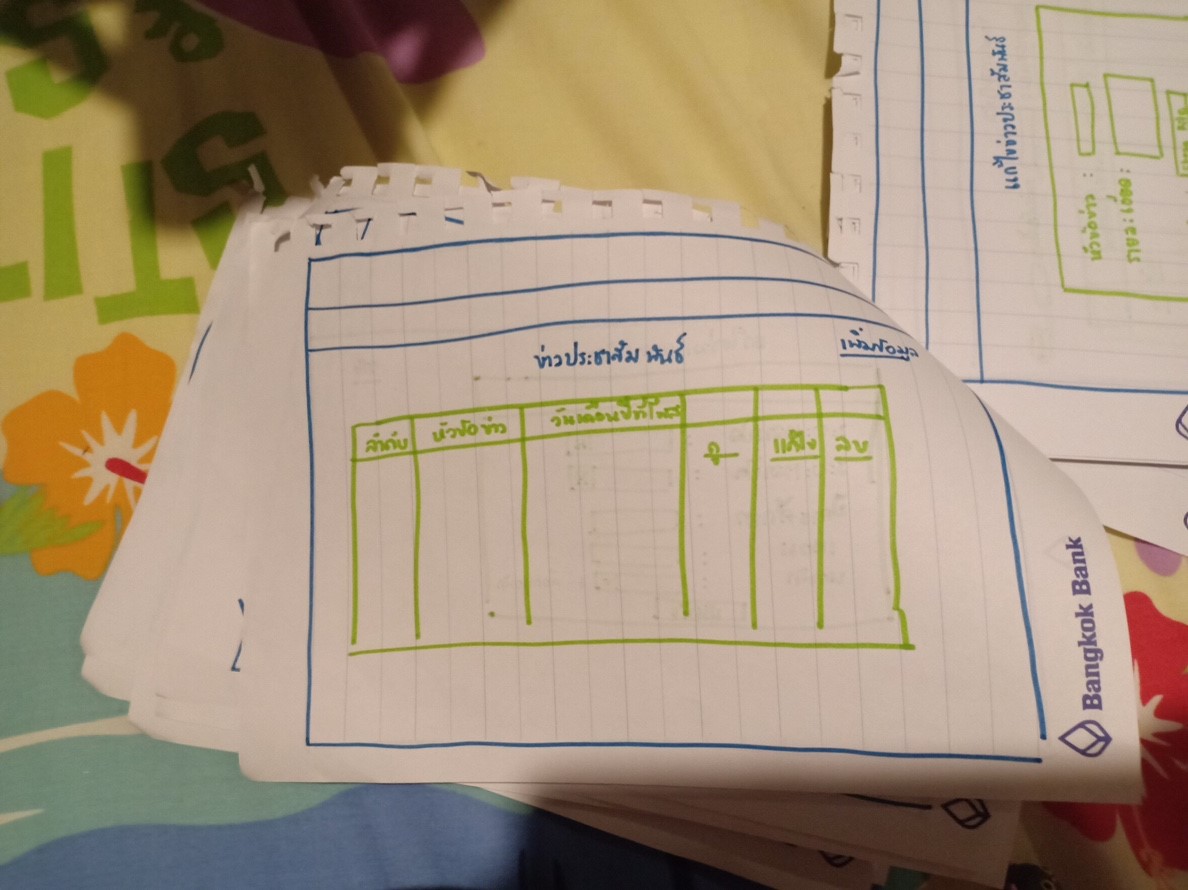 ข่าวประชาสัมพันธ์
เพิ่มข้อมูล
ลำดับ หัวข้อข่าว วันเดือนปีที่โพสต์
ดู แก้ไข ลบ
Bangkok Bank
แก้ไขข่าวประชาสัมพันธ์
หัวข้อข่าว :
รายละเอียด :